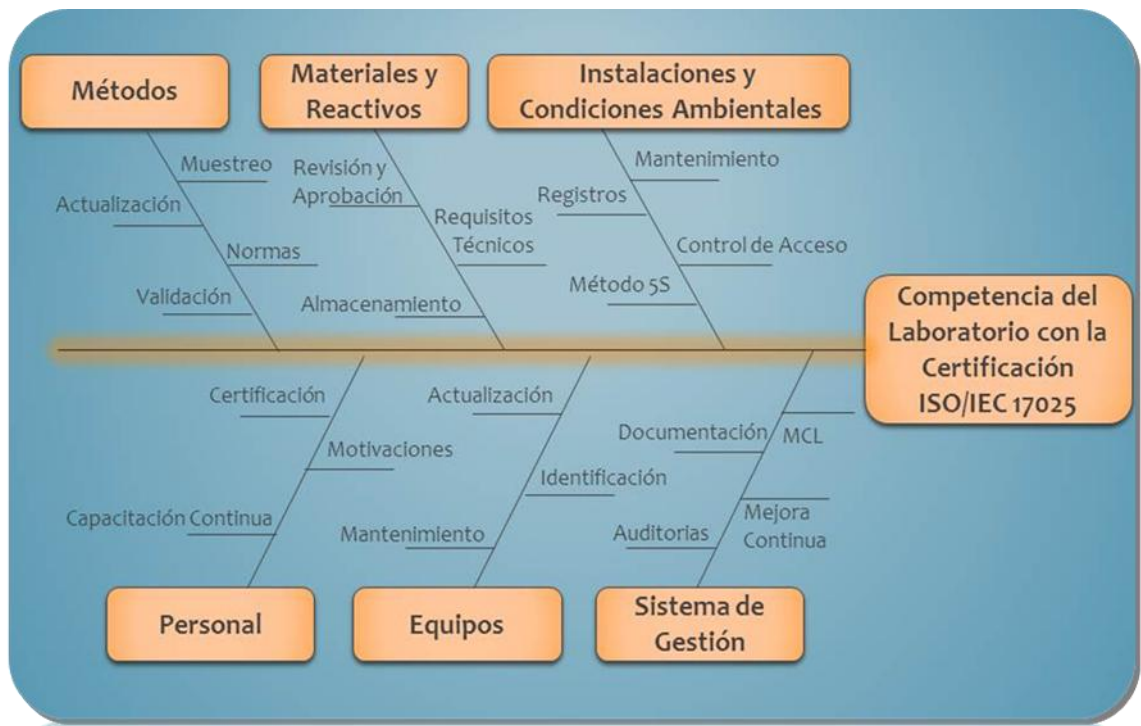 Métodos
Materiales y
Reactivos
Instalaciones y
Condiciones Ambientales
Muestreo
Actualización
Normas
Validación
Revisión y
Aprobación
Requisitos
Técnicos
Almacenamiento
Mantenimiento
Registros
Control de Acceso
Método 5S
Competencia del
Laboratorio con la
Certificación
ISO/IEC 17025
Certificación
Motivaciones
Capacitación Continua
Actualización
Identificación
Mantenimiento
MCL
Documentación
Mejora
Continua
Auditorias
Personal
Equipos
Sistema de
Gestión